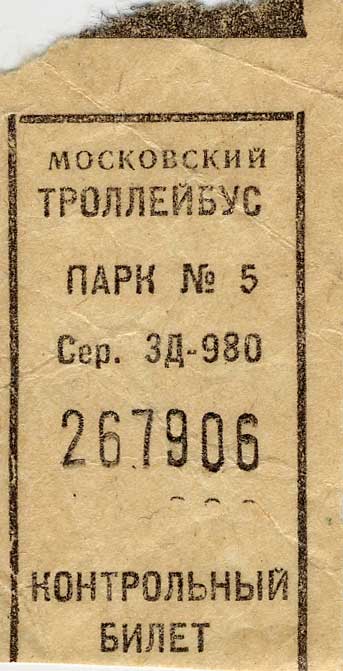 МОСКОВСКИЙ
ТРОЛЛЕЙБУС
ПАРК № 5
Сер. ЗД-980
267906
КОНТРОЛЬНЫЙ
БИЛЕТ